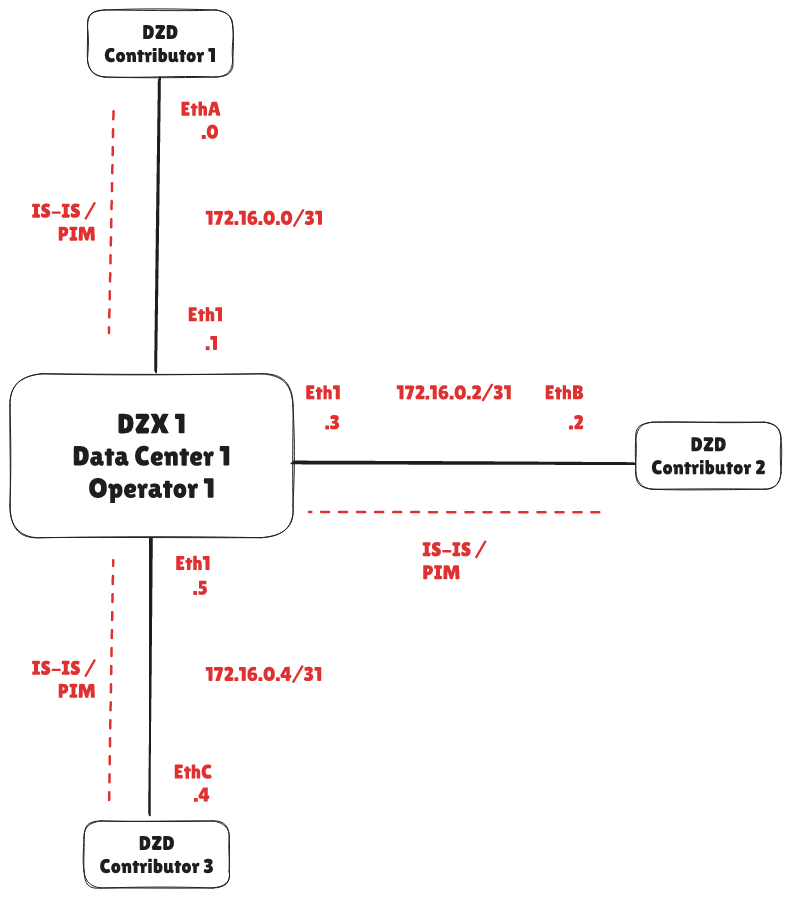 DZD
Contributor 1
EthA
.0
IS-IS /
PIM
172.16.0.0/31
Eth1
.1
DZX 1
Data Center 1
Operator 1
Eth1
.3
172.16.0.2/31
EthB
.2
DZD
Contributor 2
IS-IS /
PIM
Eth1
.5
IS-IS /
PIM
172.16.0.4/31
EthC
.4
DZD
Contributor 3